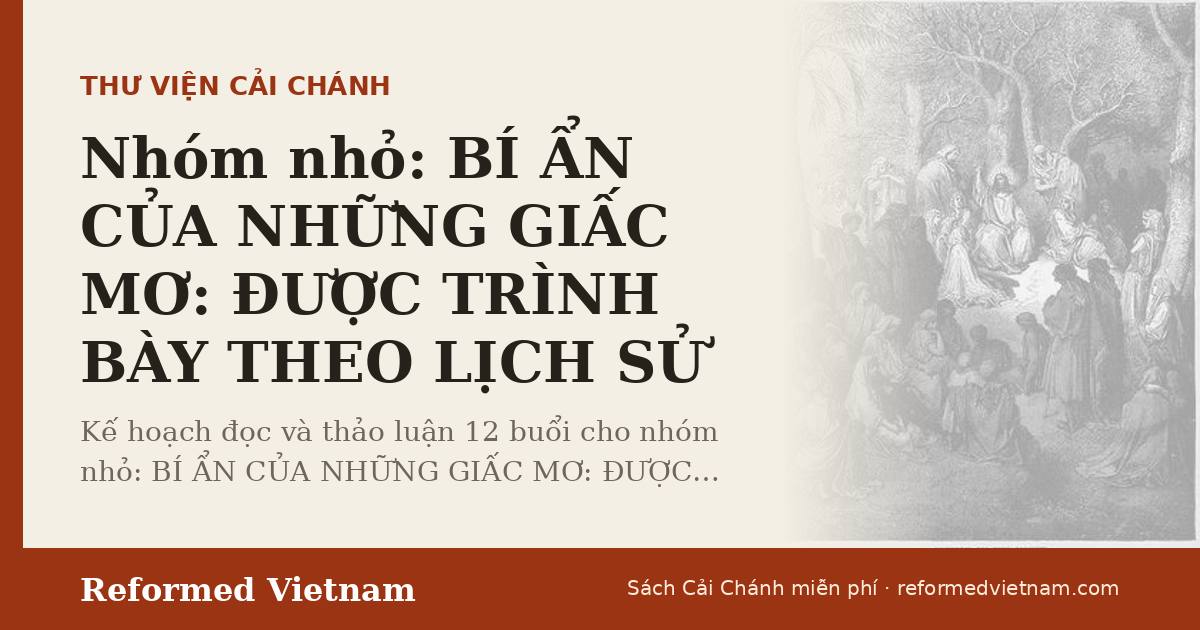 THƯ VIỆN CẢI CHÁNH
Nhóm nhỏ: BÍ ẨN
CỦA NHỮNG GIẤC
MƠ: ĐƯỢC TRÌNH
BÀY THEO LỊCH SỬ
Kế hoạch đọc và thảo luận 12 buổi cho nhóm
nhỏ: BÍ ẨN CỦA NHỮNG GIẤC MƠ: ĐƯỢC...
Reformed Vietnam
Sách Cải Chánh miễn phí · reformedvietnam.com